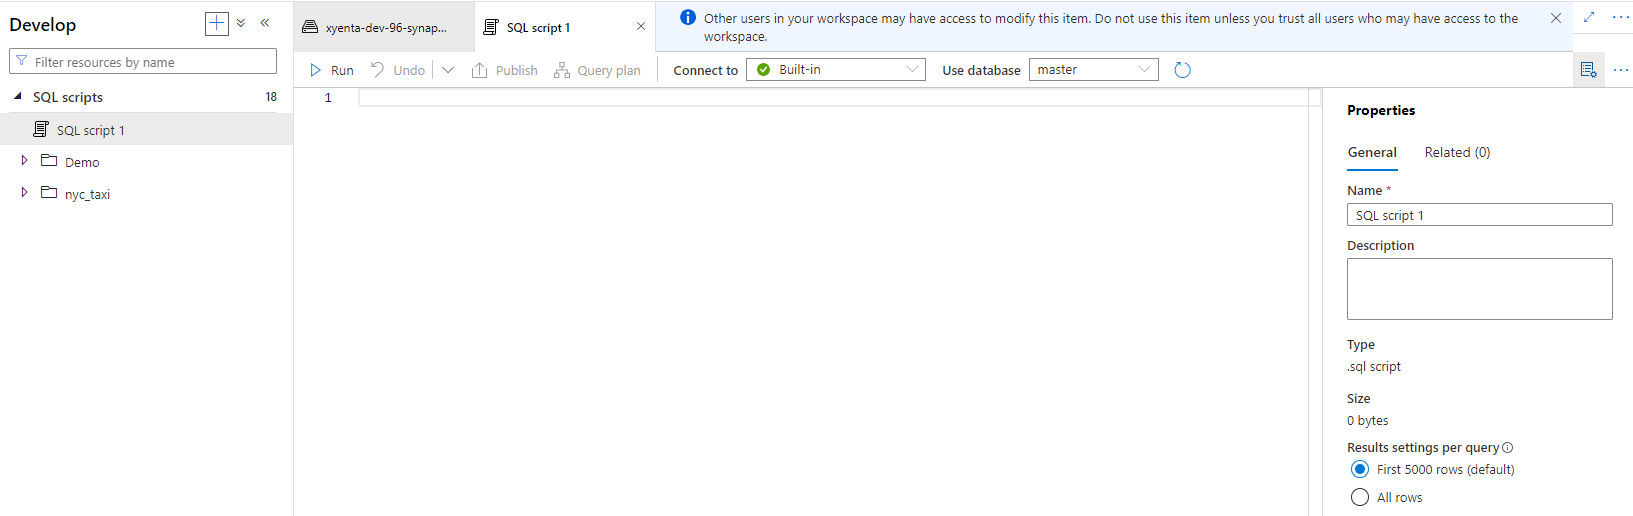 Develop
Filter resources by name
SQL scripts 18
SQL script 1
Demo
nyc_taxi
xyenta-dev-96-synap...
SQL script 1
Other users in your workspace may have access to modify this item. Do not use this item unless you trust all users who may have access to the
workspace.
Run Undo Publish Query plan Connect to Built-in Use database master
1
Properties
General Related (0)
Name *
SQL script 1
Description
Type
.sql script
Size
0 bytes
Results settings per query
First 5000 rows (default)
All rows